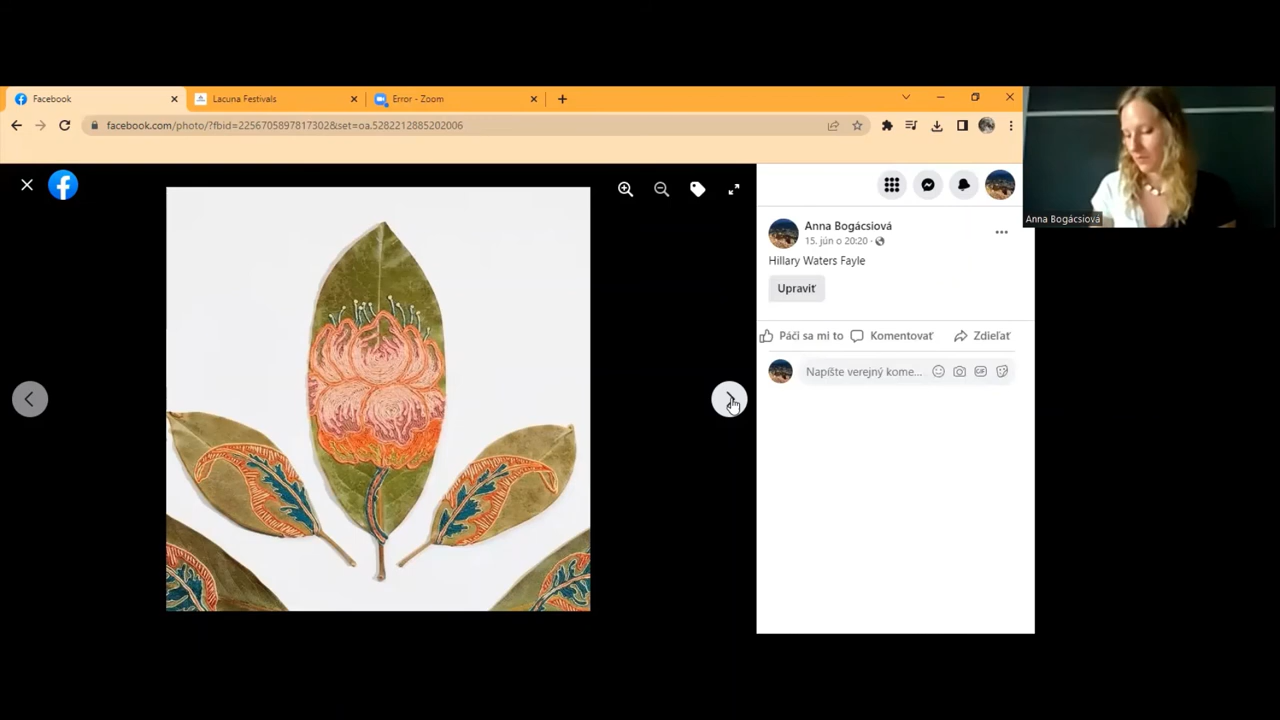 Facebook
Lacuna Festivals
Error - Zoom
facebook.com/photo/?fbid=2256705897817302&set=oa.5282212885202006
Anna Bogácsiová
Anna Bogácsiová
15. jún o 20:20 ·
Hillary Waters Fayle
Upraviť
Páči sa mi to
Komentovať
Zdieľať
Napíšte verejný kome...
GIF